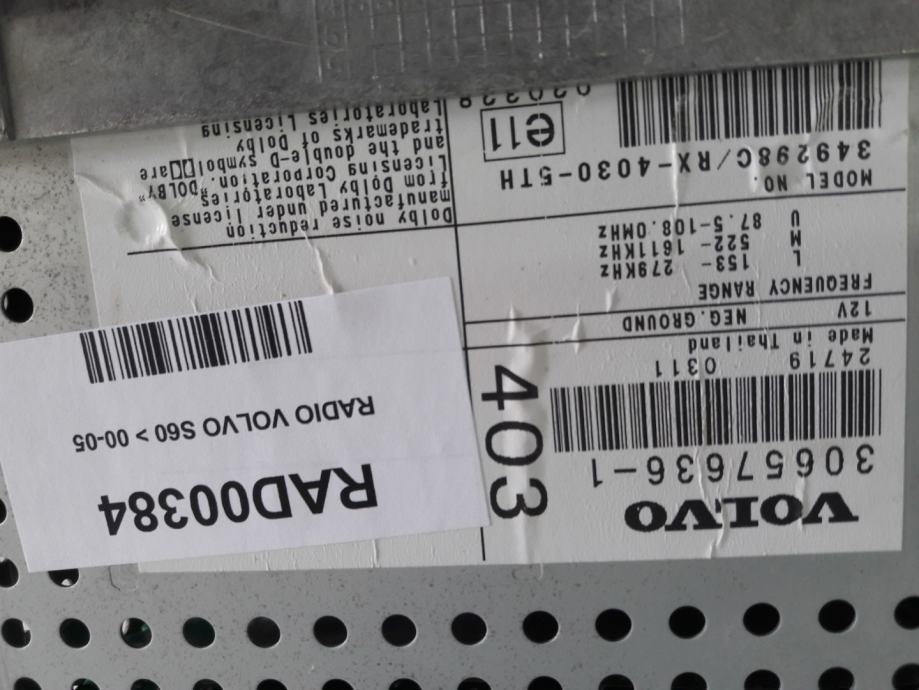 VOLVO
30657636-1
24719 0311
Made in Thailand
12V NEG.GROUND
FREQUENCY RANGE
L 153- 279KHz
M 522- 1611KHz
U 87.5-108.0MHz
MODEL NO.
349298C/RX-4030-5TH
e11
403
RAD00384
RADIO VOLVO S60 > 00-05
Dolby noise reduction
manufactured under license
from Dolby Laboratories
Licensing Corporation. "DOLBY"
and the double-D symbol are
trademarks of Dolby
Laboratories Licensing